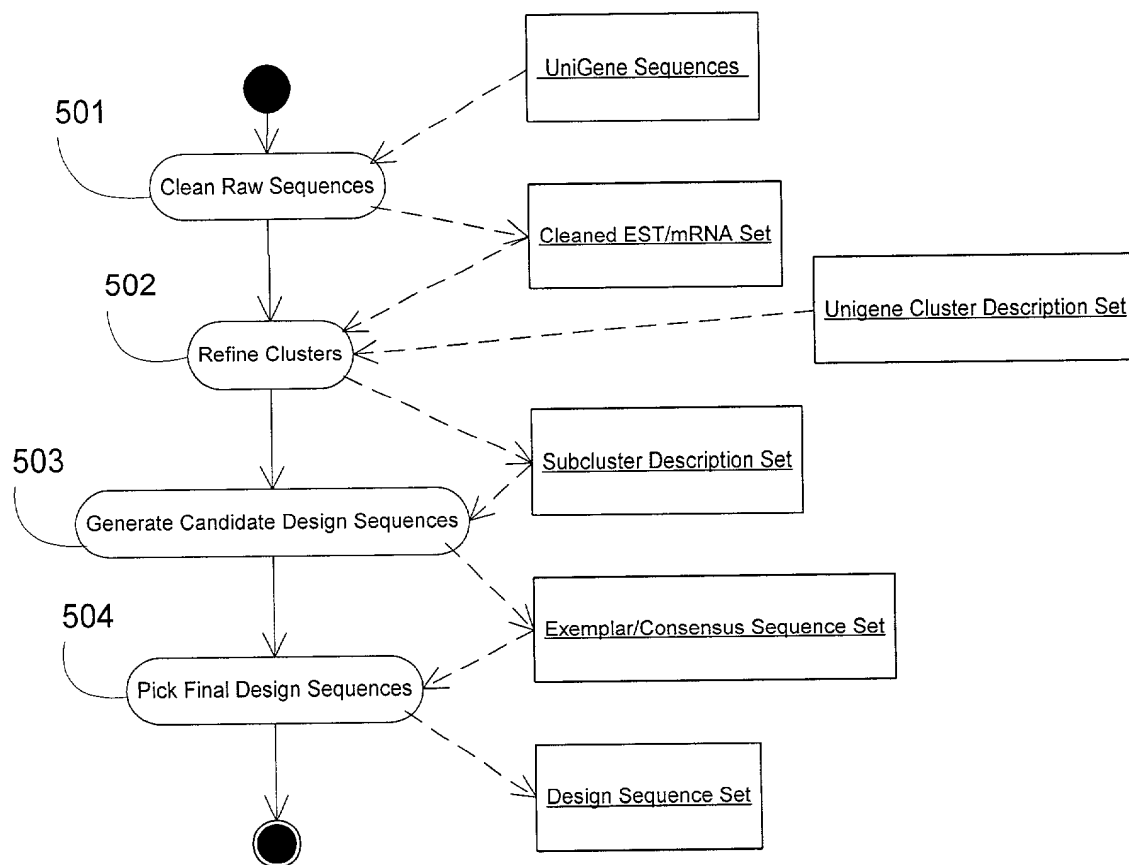 UniGene Sequences
501
Clean Raw Sequences
Cleaned EST/mRNA Set
502
Unigene Cluster Description Set
Refine Clusters
Subcluster Description Set
503
Generate Candidate Design Sequences
504
Exemplar/Consensus Sequence Set
Pick Final Design Sequences
Design Sequence Set